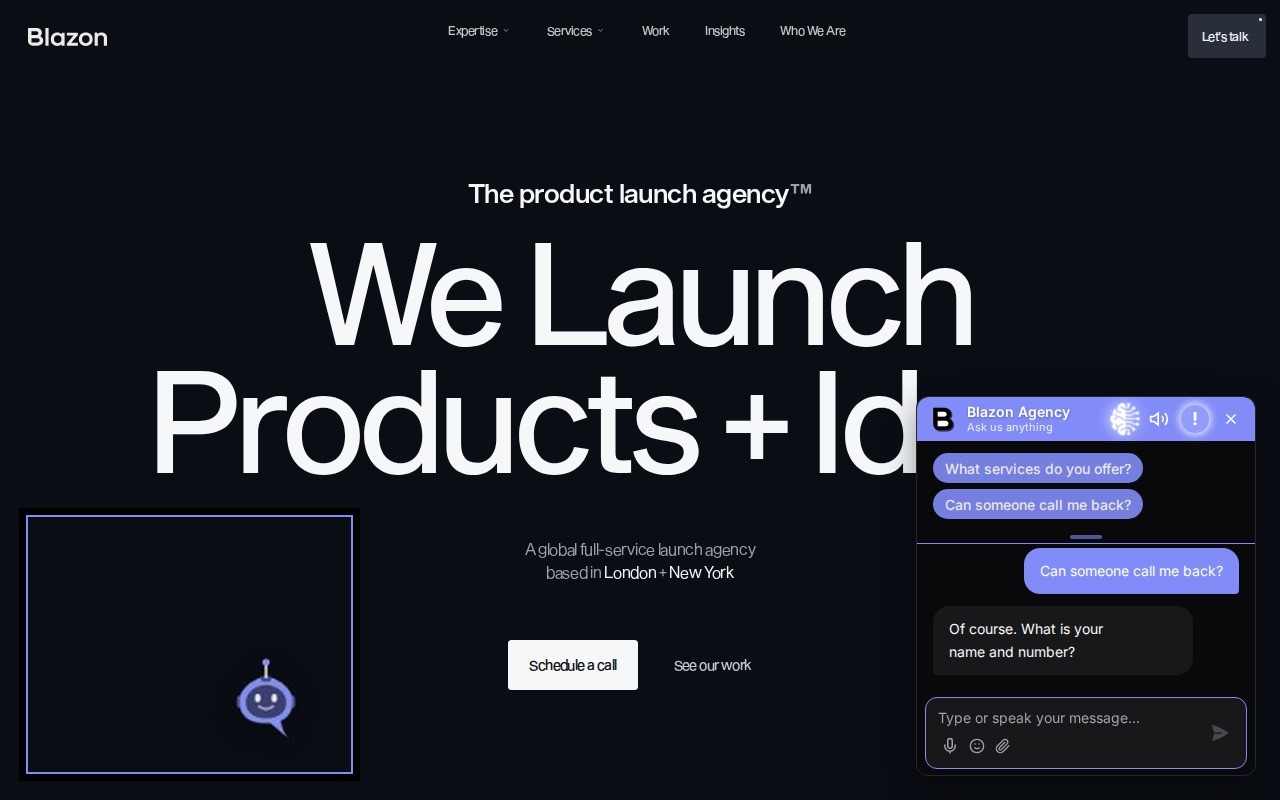 Blazon
Expertise
Services
Work
Insights
Who We Are
Let's talk
The product launch agency™
We Launch
Products + Id
A global full-service launch agency
based in London + New York
Schedule a call
See our work
B
Blazon Agency
Ask us anything
!
What services do you offer?
Can someone call me back?
Can someone call me back?
Of course. What is your
name and number?
Type or speak your message...